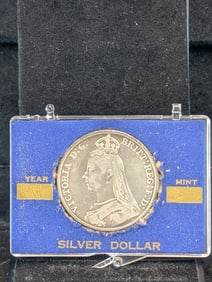 VICTORIA D:G: BRITT:REG:F:D:
YEAR
MINT
SILVER DOLLAR